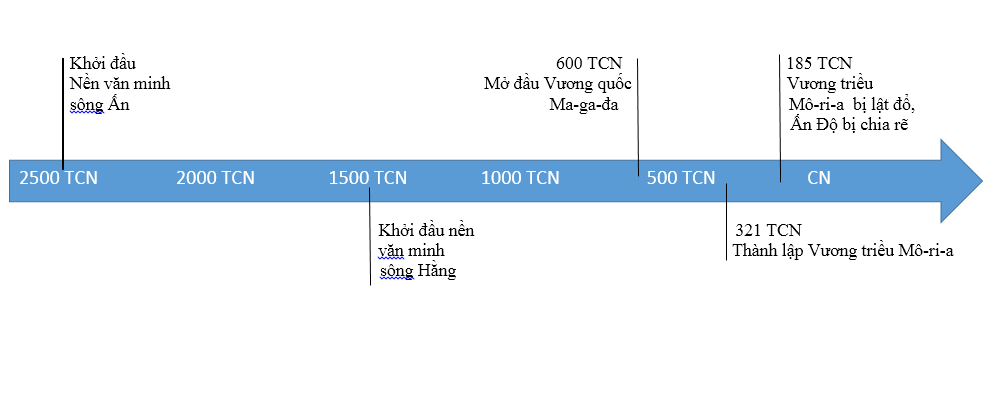 Khởi đầu
Nền văn minh
sông Ấn
600 TCN
Mở đầu Vương quốc
Ma-ga-đa
185 TCN
Vương triều
Mô-ri-a bị lật đổ,
Ấn Độ bị chia rẽ
2500 TCN
2000 TCN
1500 TCN
1000 TCN
500 TCN
CN
Khởi đầu nền
văn minh
sông Hằng
321 TCN
Thành lập Vương triều Mô-ri-a